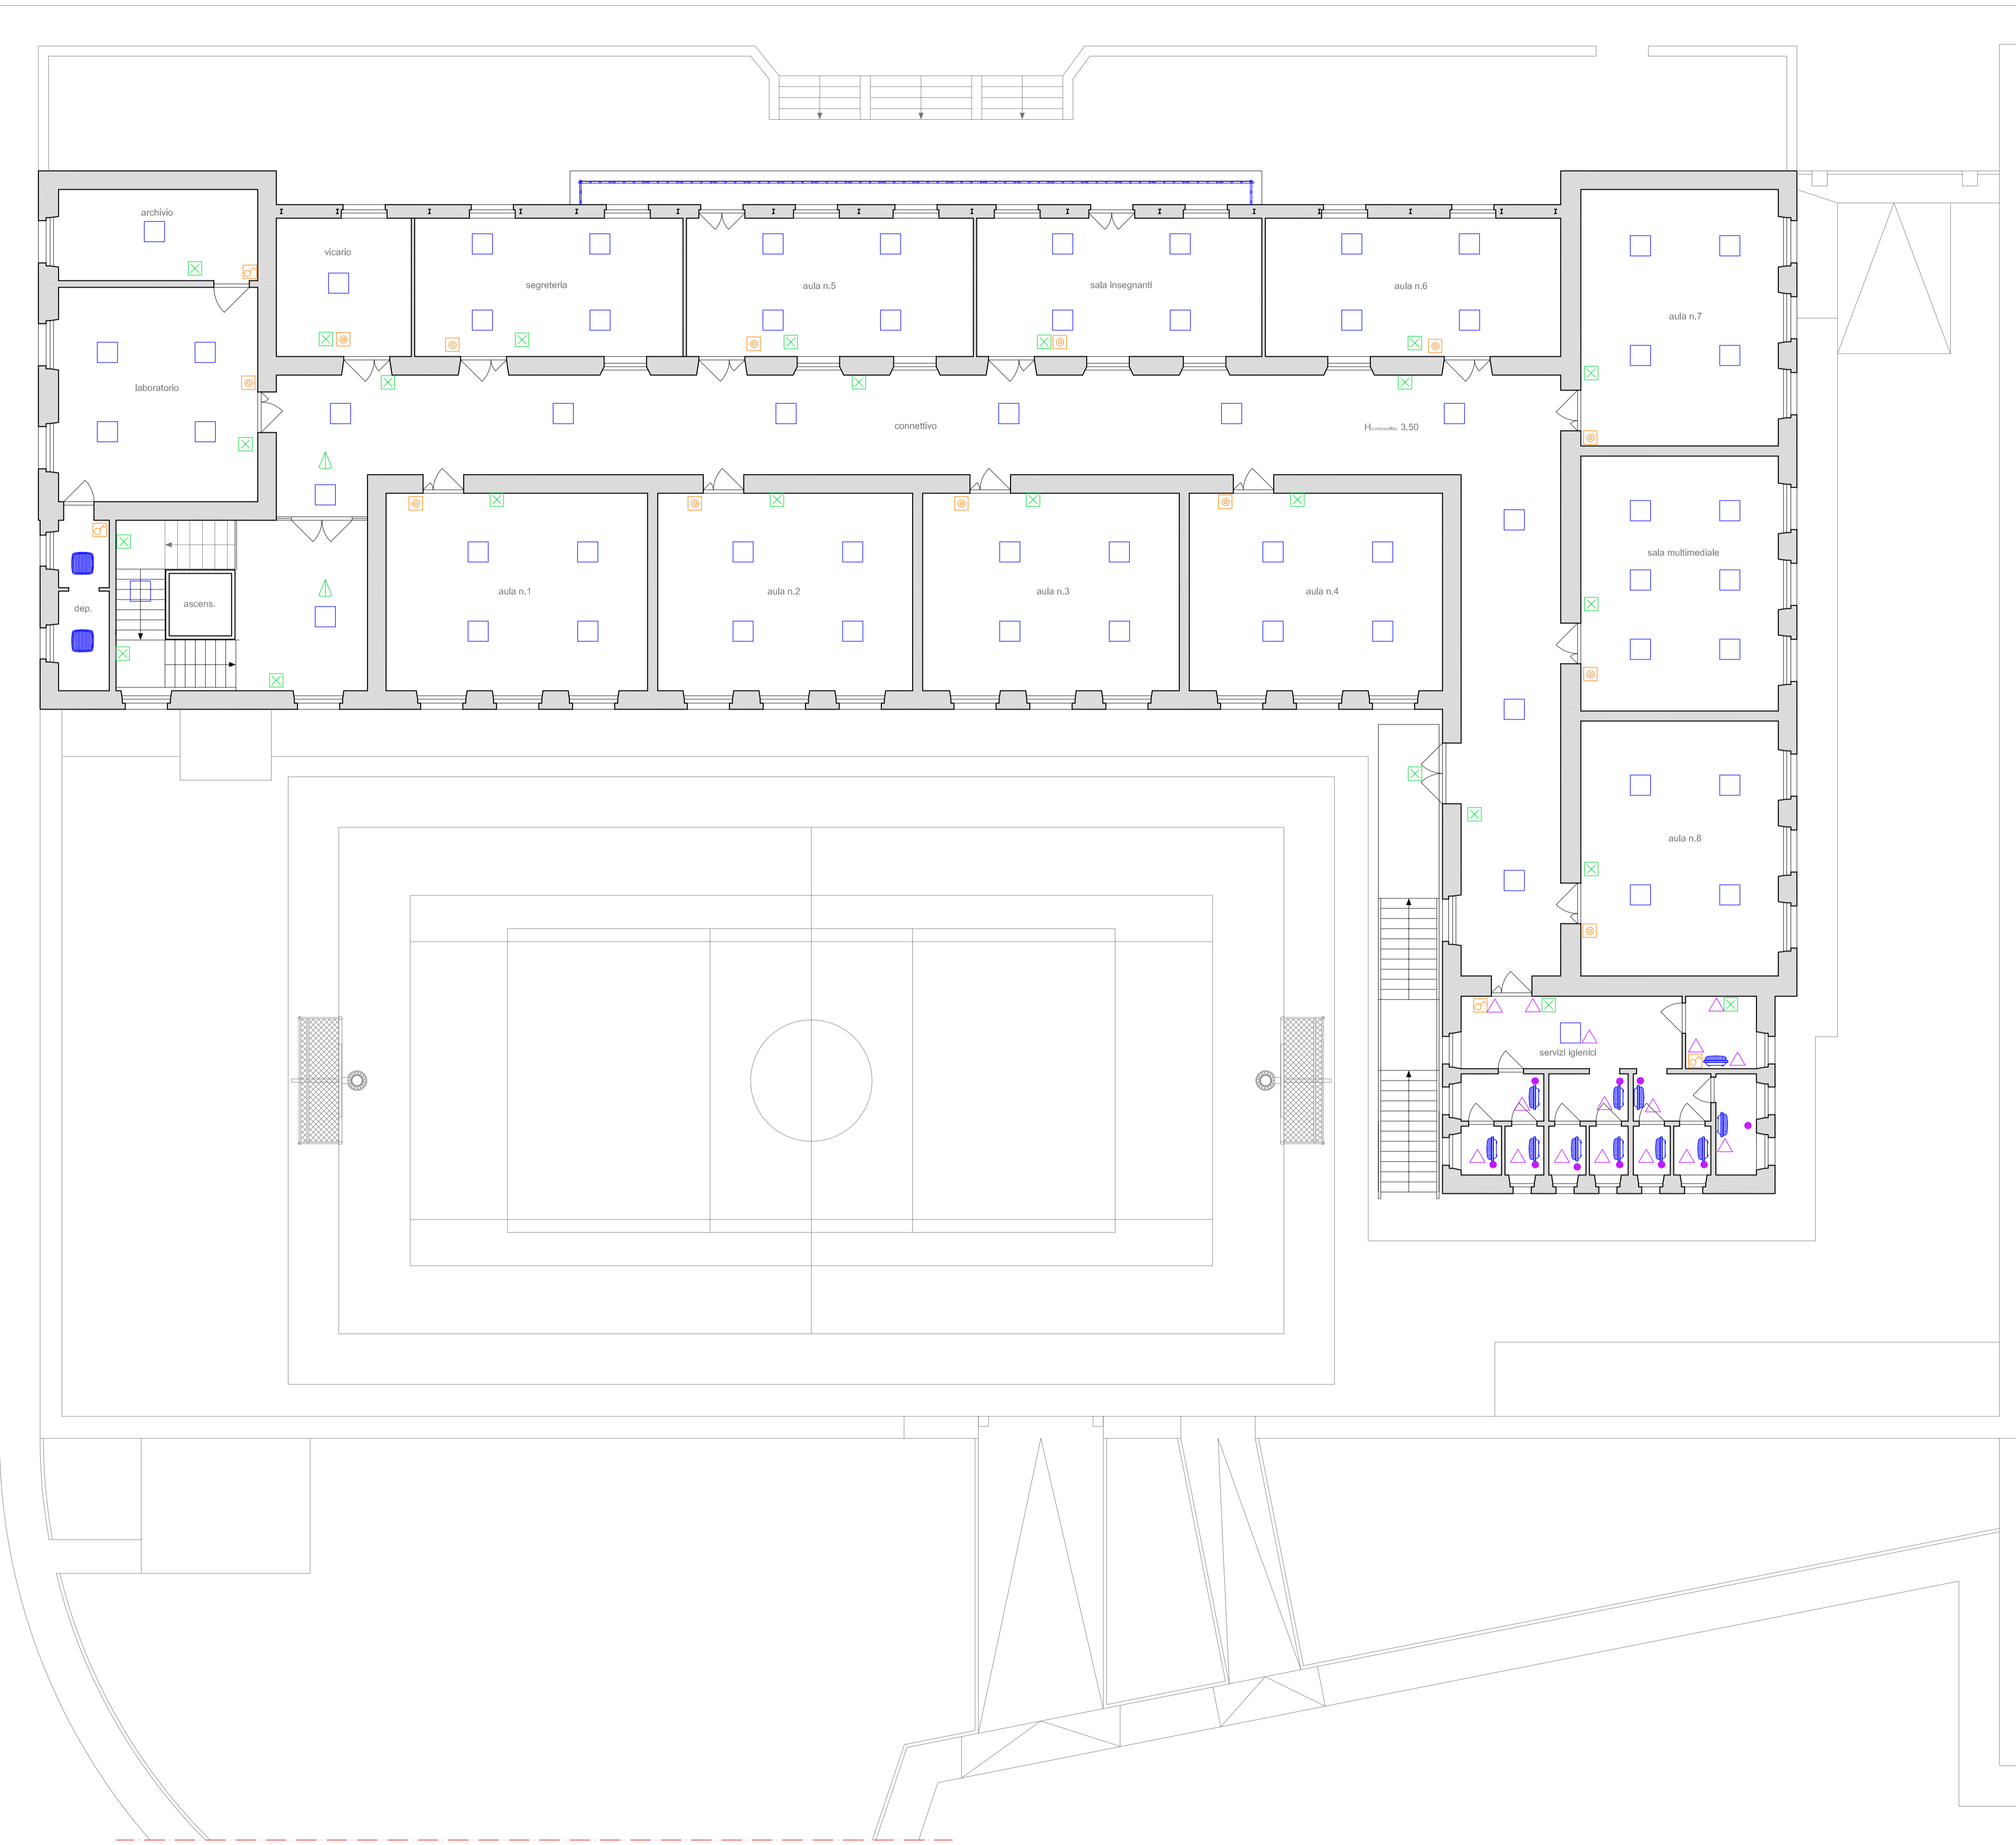 archivio
vicario
segreteria
aula n.5
sala insegnanti
aula n.6
aula n.7
laboratorio
connettivo
Hcontrosoffitto 3.50
sala multimediale
aula n.1
aula n.2
aula n.3
aula n.4
ascens.
dep.
aula n.8
servizi igienici